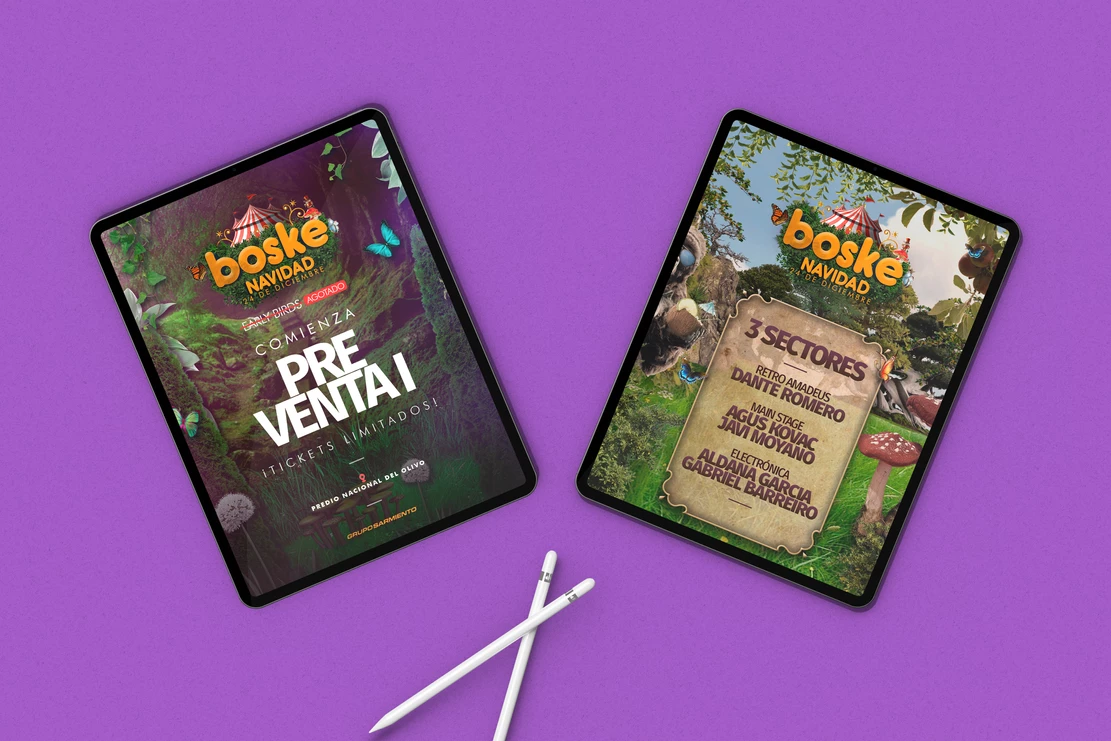 boske
NAVIDAD
24 DE DICIEMBRE
EARLY BIRDS AGOTADO
COMIENZA
PRE
VENTA I
¡TICKETS LIMITADOS!
PREDIO NACIONAL DEL OLIVO
GRUPOSARMIENTO
boske
NAVIDAD
24 DE DICIEMBRE
3 SECTORES
RETRO AMADEUS
DANTE ROMERO
MAIN STAGE
AGUS KOVAC
JAVI MOYANO
ELECTRÓNICA
ALDANA GARCIA
GABRIEL BARREIRO